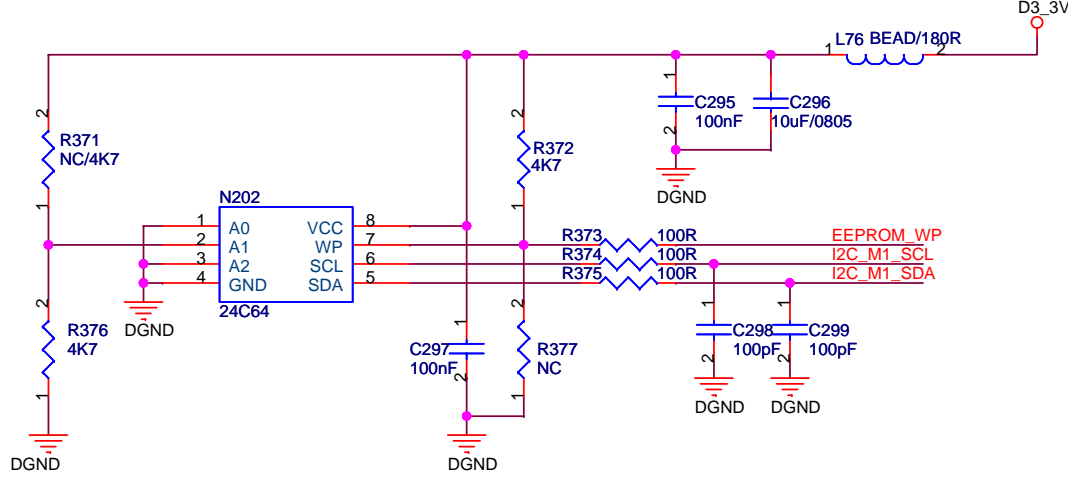 D3_3V
L76 BEAD/180R
1
2
2
R371
NC/4K7
1
2
R372
4K7
1
1
C295
100nF
2
C296
10uF/0805
DGND
N202
1 A0 VCC 8
2 A1 WP 7
3 A2 SCL 6
4 GND SDA 5
24C64
DGND
R373 100R EEPROM_WP
R374 100R I2C_M1_SCL
R375 100R I2C_M1_SDA
2
R376
4K7
1
DGND
1
C297
100nF
2
2
R377
NC
1
DGND
1
C298
100pF
2
DGND
1
C299
100pF
2
DGND